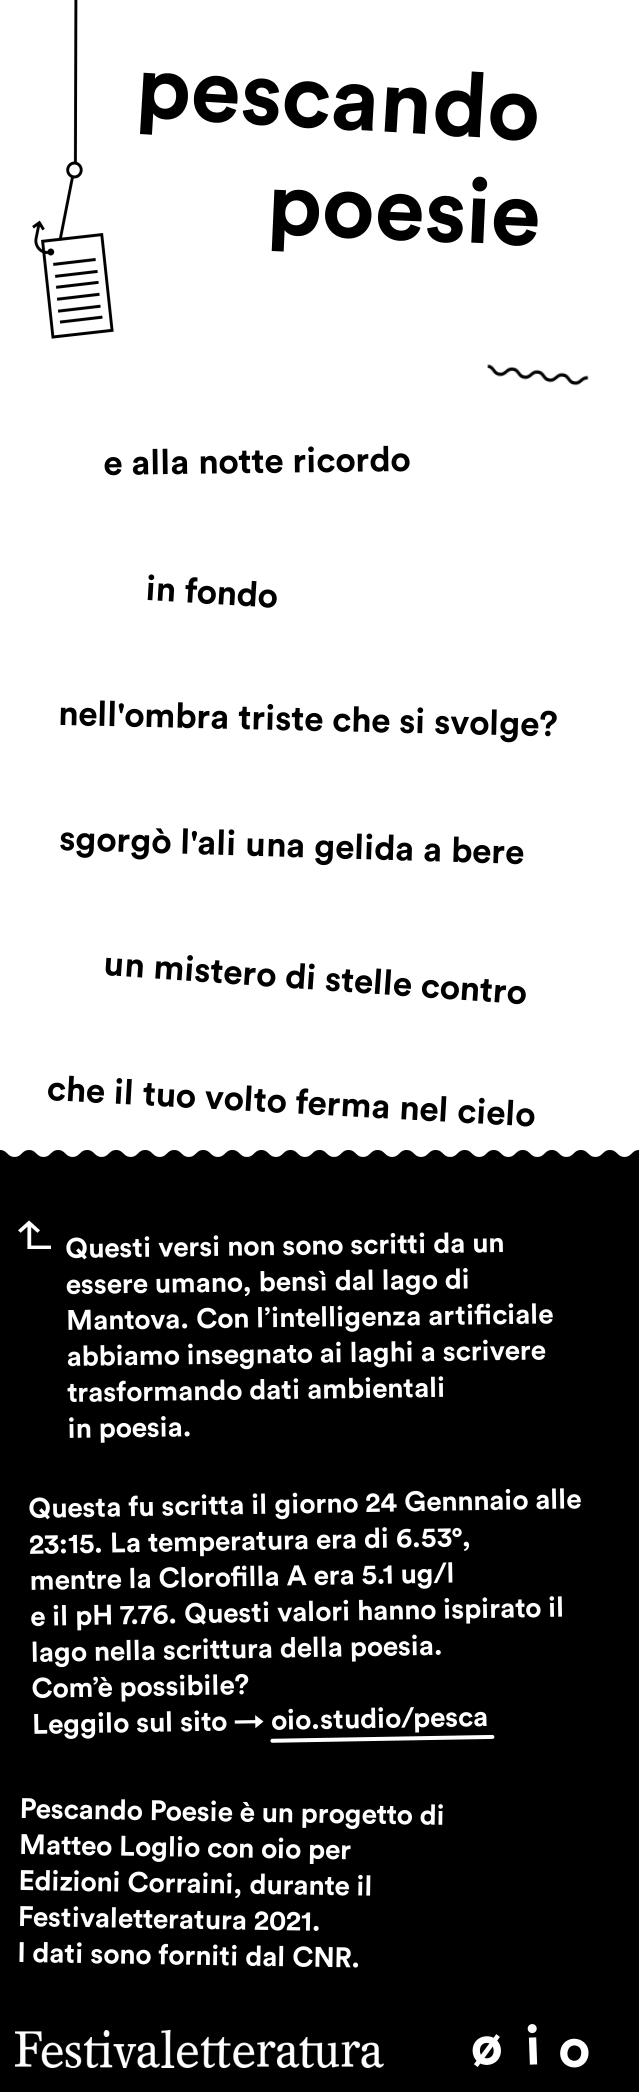 pescando
poesie
e alla notte ricordo
in fondo
nell'ombra triste che si svolge?
sgorgò l'ali una gelida a bere
un mistero di stelle contro
che il tuo volto ferma nel cielo
Questi versi non sono scritti da un
essere umano, bensì dal lago di
Mantova. Con l’intelligenza artificiale
abbiamo insegnato ai laghi a scrivere
trasformando dati ambientali
in poesia.
Questa fu scritta il giorno 24 Gennnaio alle
23:15. La temperatura era di 6.53°,
mentre la Clorofilla A era 5.1 ug/l
e il pH 7.76. Questi valori hanno ispirato il
lago nella scrittura della poesia.
Com’è possibile?
Leggilo sul sito → oio.studio/pesca
Pescando Poesie è un progetto di
Matteo Loglio con oio per
Edizioni Corraini, durante il
Festivaletteratura 2021.
I dati sono forniti dal CNR.
Festivaletteratura ø i o